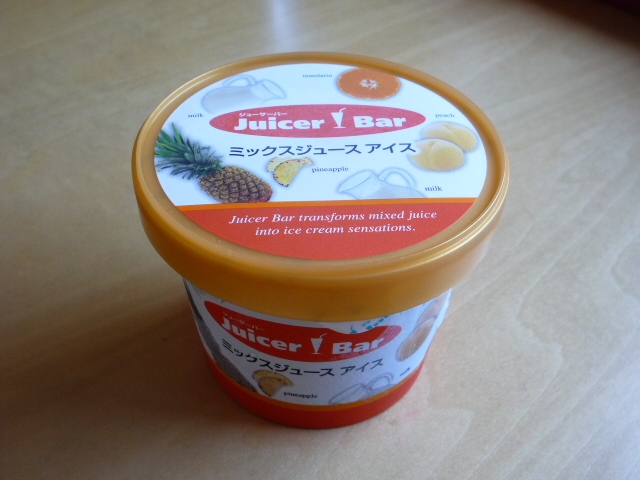 mandarin
milk
ジューサーバー
Juicer Bar
peach
ミックスジュース アイス
pineapple
milk
Juicer Bar transforms mixed juice
into ice cream sensations.
ジューサーバー
Juicer Bar
ミックスジュース アイス
pineapple